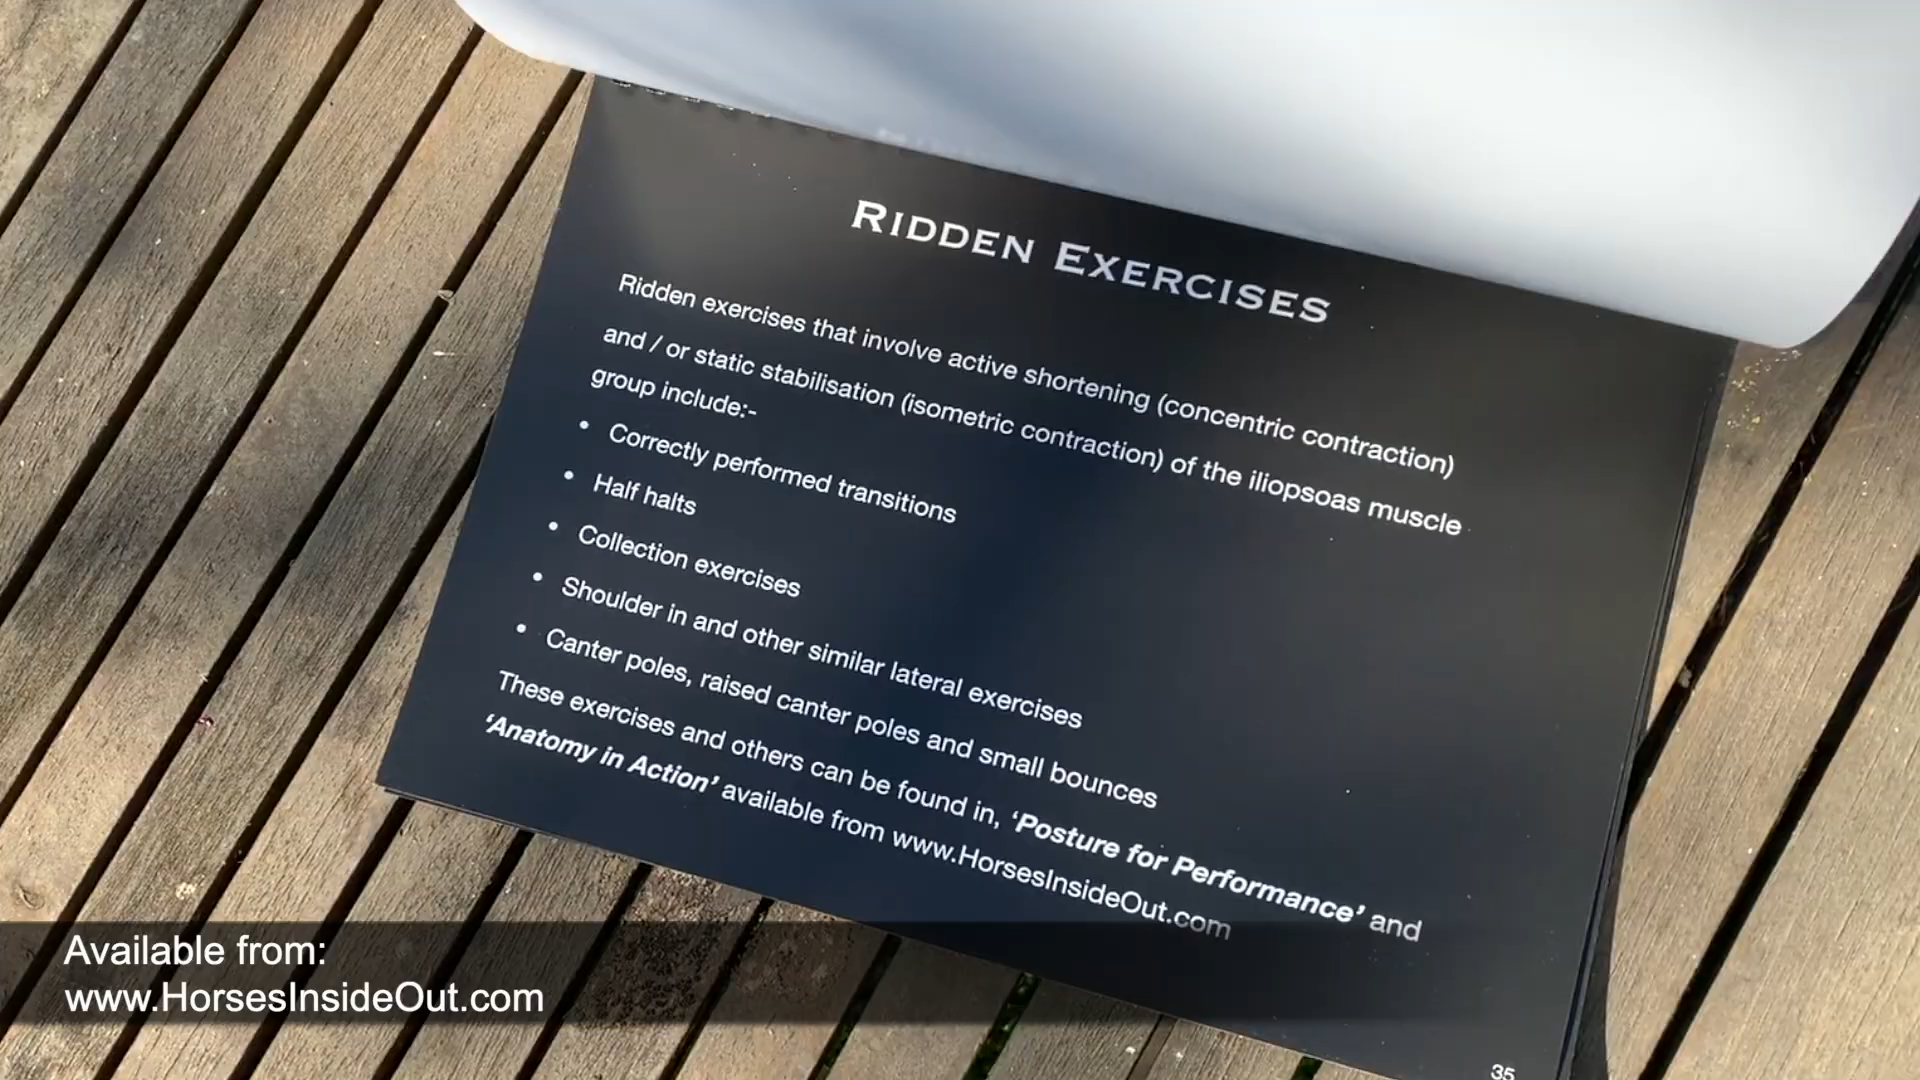 RIDDEN EXERCISES
Ridden exercises that involve active shortening (concentric contraction)
and / or static stabilisation (isometric contraction) of the iliopsoas muscle
group include:-
• Correctly performed transitions
• Half halts
• Collection exercises
• Shoulder in and other similar lateral exercises
• Canter poles, raised canter poles and small bounces
These exercises and others can be found in, ‘Posture for Performance’ and
‘Anatomy in Action’ available from www.HorsesInsideOut.com
35
Available from:
www.HorsesInsideOut.com